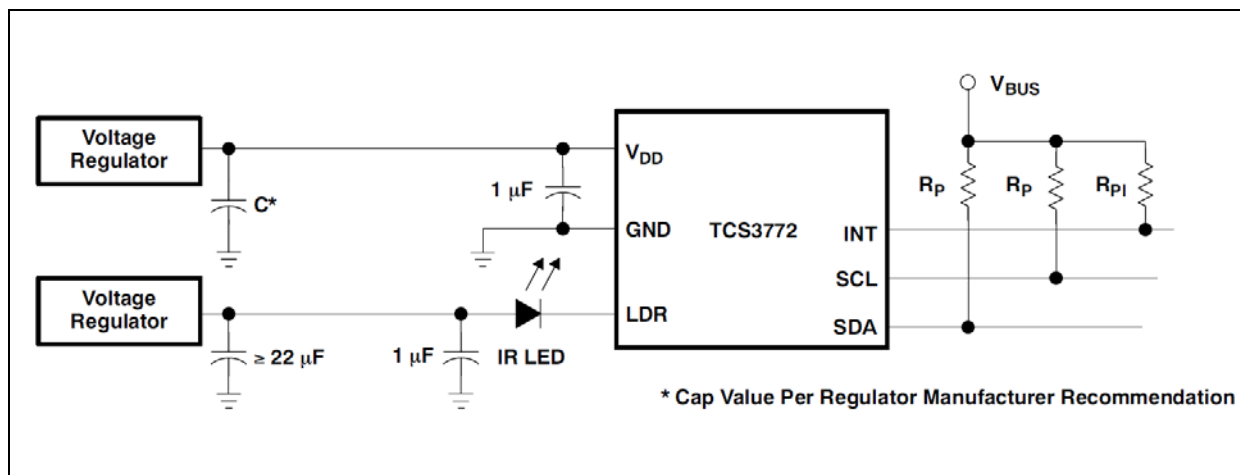 Voltage
Regulator
C*
1 μF
V_DD
GND
TCS3772
INT
SCL
SDA
LDR
V_BUS
R_P
R_P
R_PI
Voltage
Regulator
≥ 22 μF
1 μF
IR LED
* Cap Value Per Regulator Manufacturer Recommendation